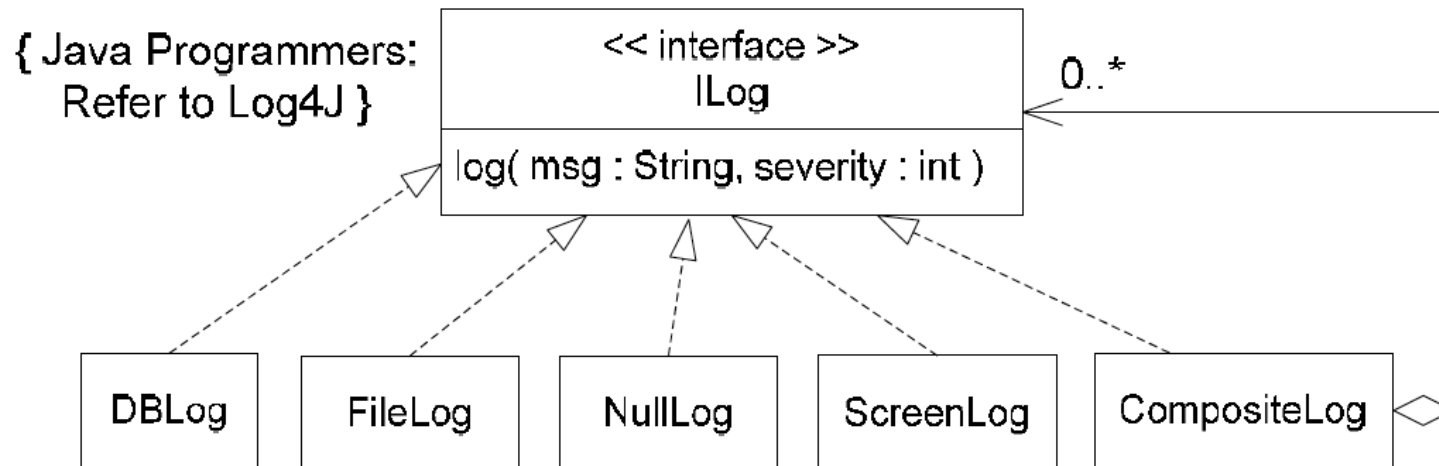 { Java Programmers:
Refer to Log4J }
<< interface >>
ILog
0..*
log( msg : String, severity : int )
DBLog
FileLog
NullLog
ScreenLog
CompositeLog